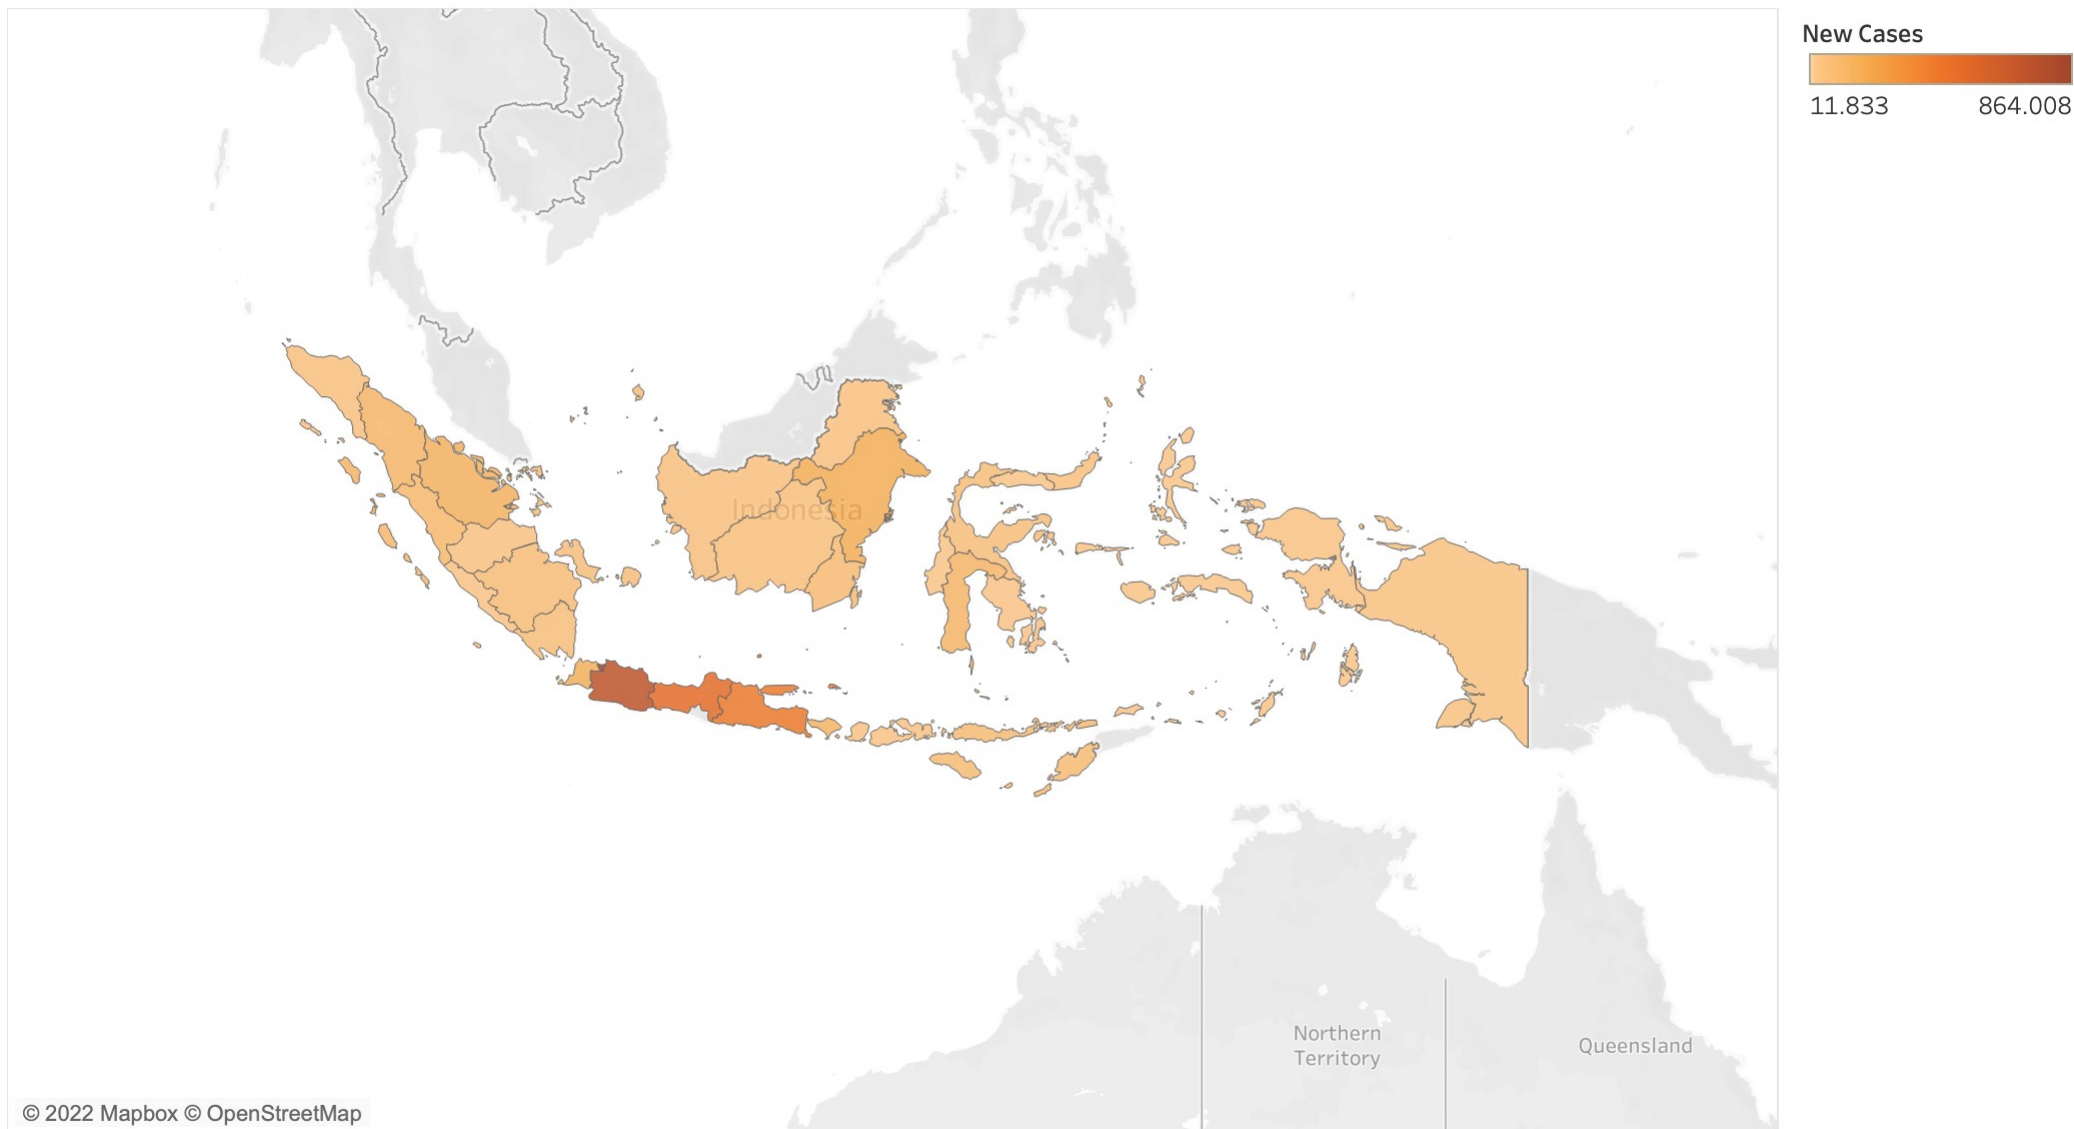 New Cases
11.833 864.008
Indonesia
Northern
Territory
Queensland
© 2022 Mapbox © OpenStreetMap